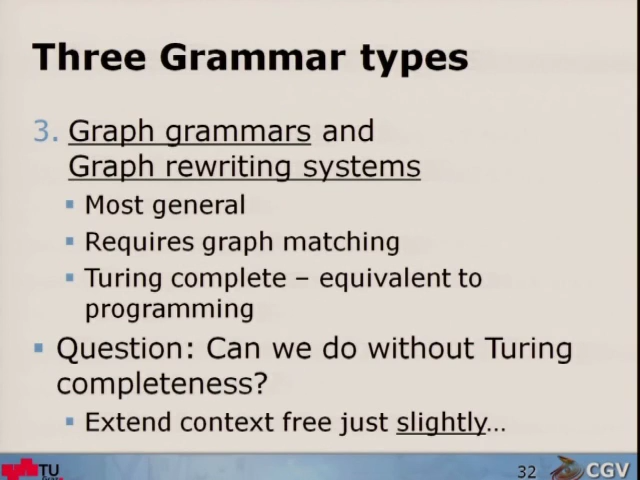 Three Grammar types
3. Graph grammars and
Graph rewriting systems
Most general
Requires graph matching
Turing complete – equivalent to
programming
Question: Can we do without Turing
completeness?
Extend context free just slightly...
TU
Graz
32
CGV